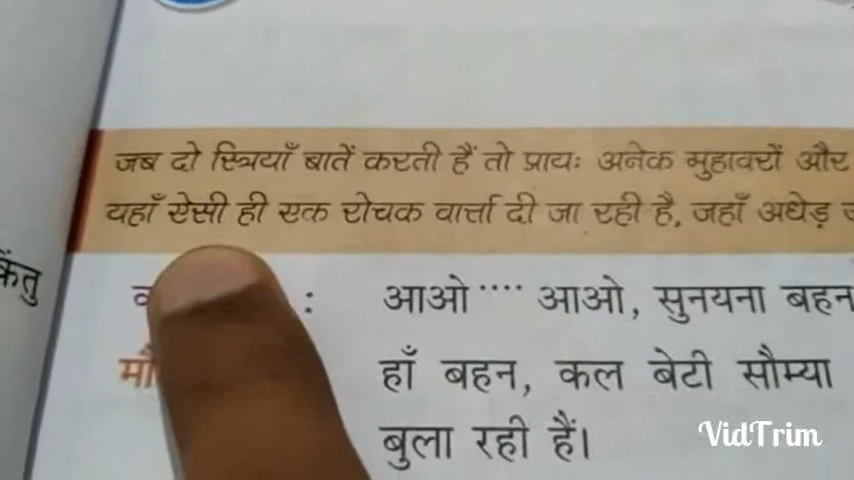 जब दो स्त्रियाँ बातें करती हैं तो प्रायः अनेक मुहावरों और
यहाँ ऐसी ही एक रोचक वार्त्ता दी जा रही है, जहाँ अधेड़
: आओ .... आओ, सुनयना बहन
हाँ बहन, कल बेटी सौम्या
बुला रही हैं।
VidTrim